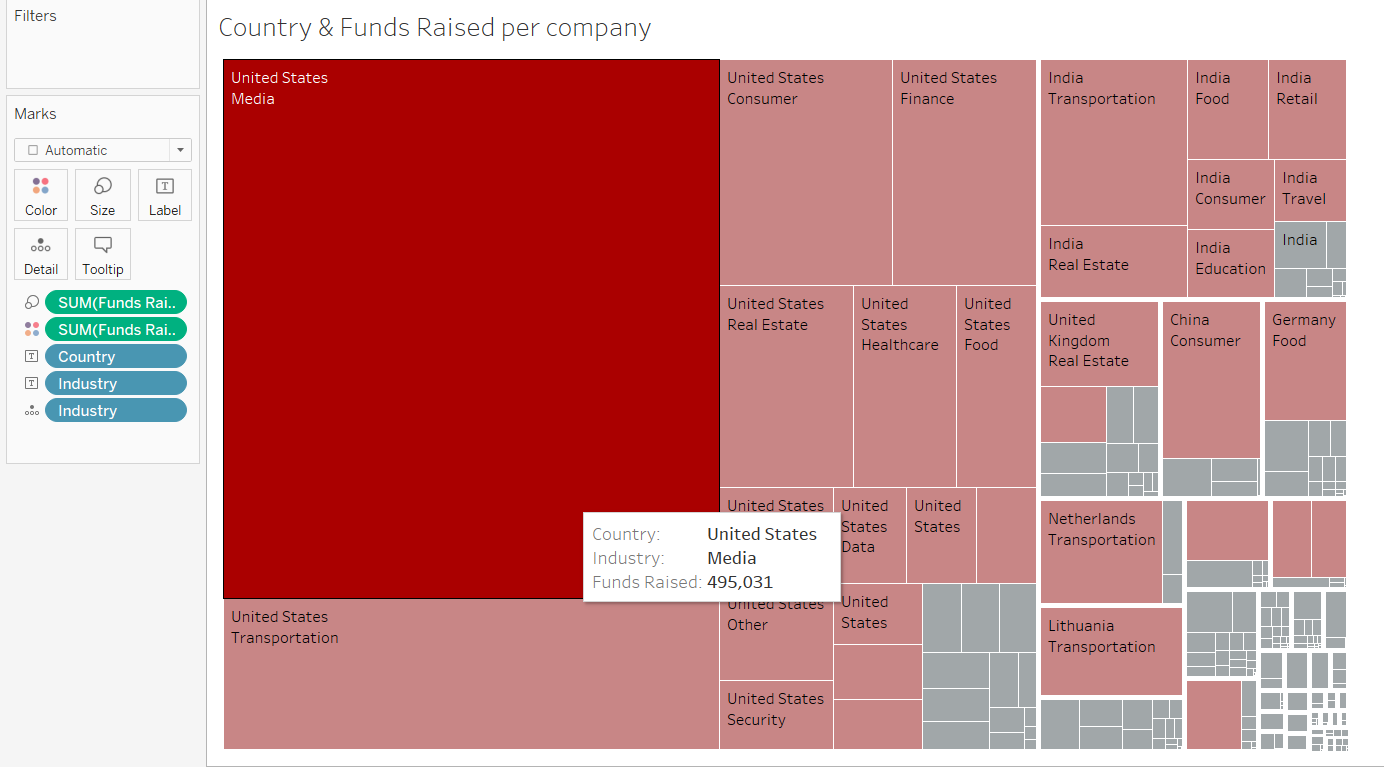 Filters
Marks
Automatic
Color
Size
Label
Detail
Tooltip
SUM(Funds Rai..
SUM(Funds Rai..
Country
Industry
Industry
Country & Funds Raised per company
United States
Media
United States
Transportation
United States
Consumer
United States
Finance
United States
Real Estate
United
States
Healthcare
United
States
Food
United States
United
States
Data
United
States
Country: United States
Industry: Media
Funds Raised: 495,031
United States
Other
United
States
United States
Security
India
Transportation
India
Food
India
Retail
India
Consumer
India
Travel
India
Real Estate
India
Education
India
United
Kingdom
Real Estate
China
Consumer
Germany
Food
Netherlands
Transportation
Lithuania
Transportation